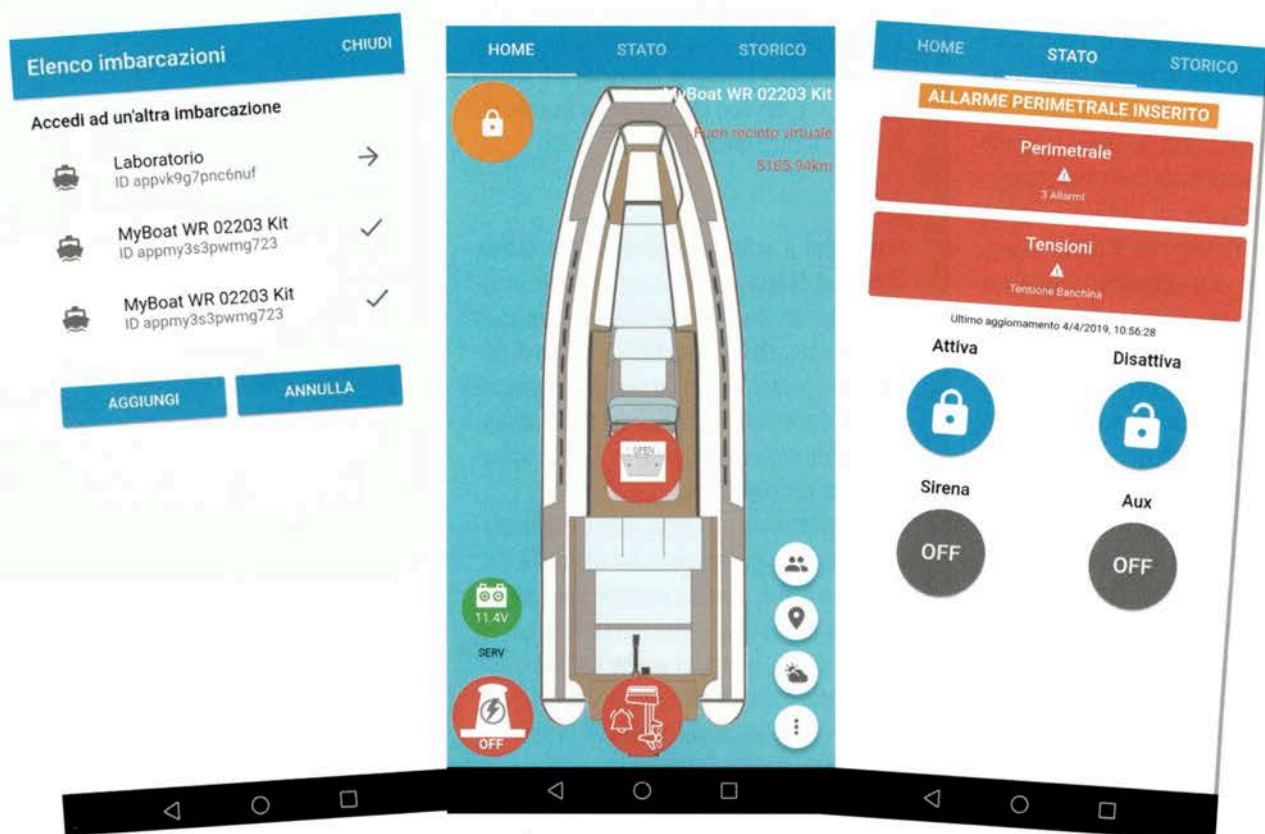 Elenco imbarcazioni
CHIUDI
Accedi ad un'altra imbarcazione
Laboratorio
ID appvk9g7pnc6nuf
MyBoat WR 02203 Kit
ID appmy3s3pwmg723
MyBoat WR 02203 Kit
ID appmy3s3pwmg723
AGGIUNGI
ANNULLA
HOME
STATO
STORICO
MyBoat WR 02203 Kit
Fuori recinto virtuale
5165.94km
OPEN
11.4V
SERV
OFF
HOME
STATO
STORICO
ALLARME PERIMETRALE INSERITO
Perimetrale
3 Allarmi
Tensioni
Tensione Banchina
Ultimo aggiornamento 4/4/2019, 10:56:28
Attiva
Disattiva
Sirena
Aux
OFF
OFF